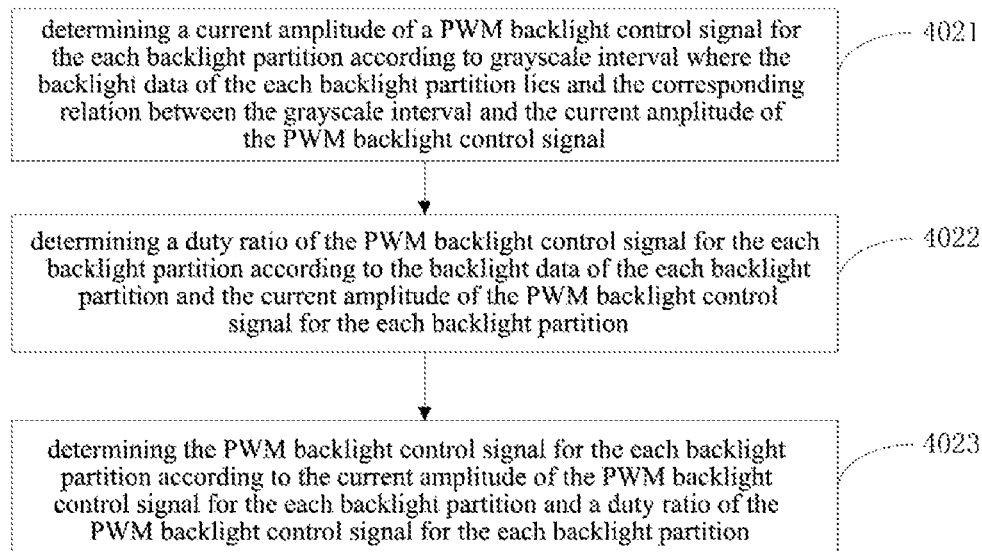 determining a current amplitude of a PWM backlight control signal for
the each backlight partition according to grayscale interval where the
backlight data of the each backlight partition lies and the corresponding
relation between the grayscale interval and the current amplitude of
the PWM backlight control signal
4021
determining a duty ratio of the PWM backlight control signal for the each
backlight partition according to the backlight data of the each backlight
partition and the current amplitude of the PWM backlight control
signal for the each backlight partition
4022
determining the PWM backlight control signal for the each backlight
partition according to the current amplitude of the PWM backlight
control signal for the each backlight partition and a duty ratio of the
PWM backlight control signal for the each backlight partition
4023